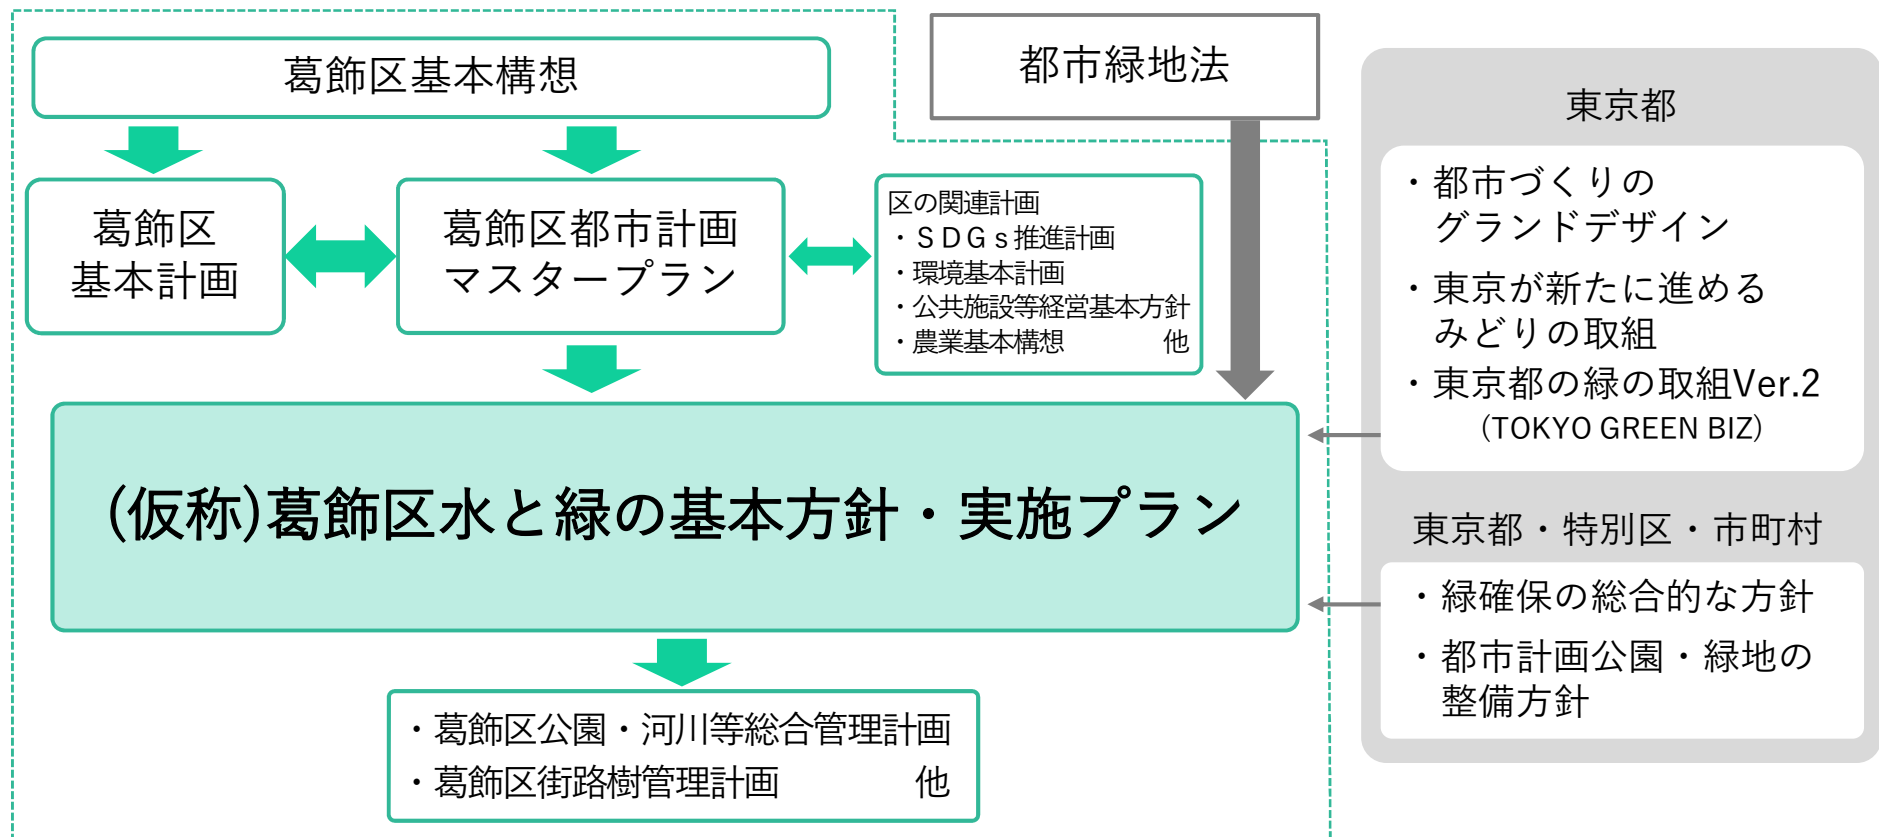 葛飾区基本構想
都市緑地法
葛飾区
基本計画
葛飾区都市計画
マスタープラン
区の関連計画
・ＳＤＧｓ推進計画
・環境基本計画
・公共施設等経営基本方針
・農業基本構想　　　　他
(仮称)葛飾区水と緑の基本方針・実施プラン
・葛飾区公園・河川等総合管理計画
・葛飾区街路樹管理計画　　　　他
東京都
・都市づくりの
グランドデザイン
・東京が新たに進める
みどりの取組
・東京都の緑の取組Ver.2
(TOKYO GREEN BIZ)
東京都・特別区・市町村
・緑確保の総合的な方針
・都市計画公園・緑地の
整備方針